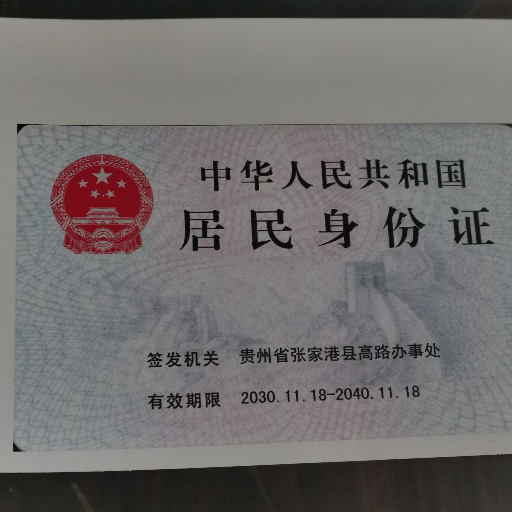 中华人民共和国
居民身份证
签发机关 贵州省张家港县高路办事处
有效期限 2030.11.18-2040.11.18